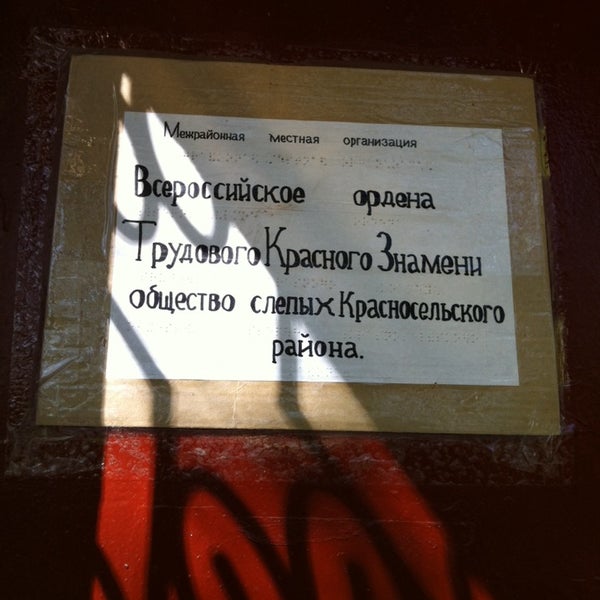 Межрайонная местная организация
Всероссийское ордена
Трудового Красного Знамени
общество слепых Красносельского
района.